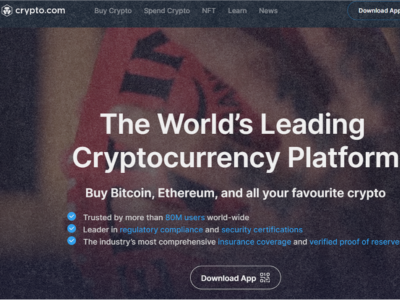 crypto.com Buy Crypto Spend Crypto NFT Learn News Download App
The World's Leading
Cryptocurrency Platform
Buy Bitcoin, Ethereum, and all your favourite crypto
Trusted by more than 80M users world-wide
Leader in regulatory compliance and security certifications
The industry's most comprehensive insurance coverage and verified proof of reserve
Download App